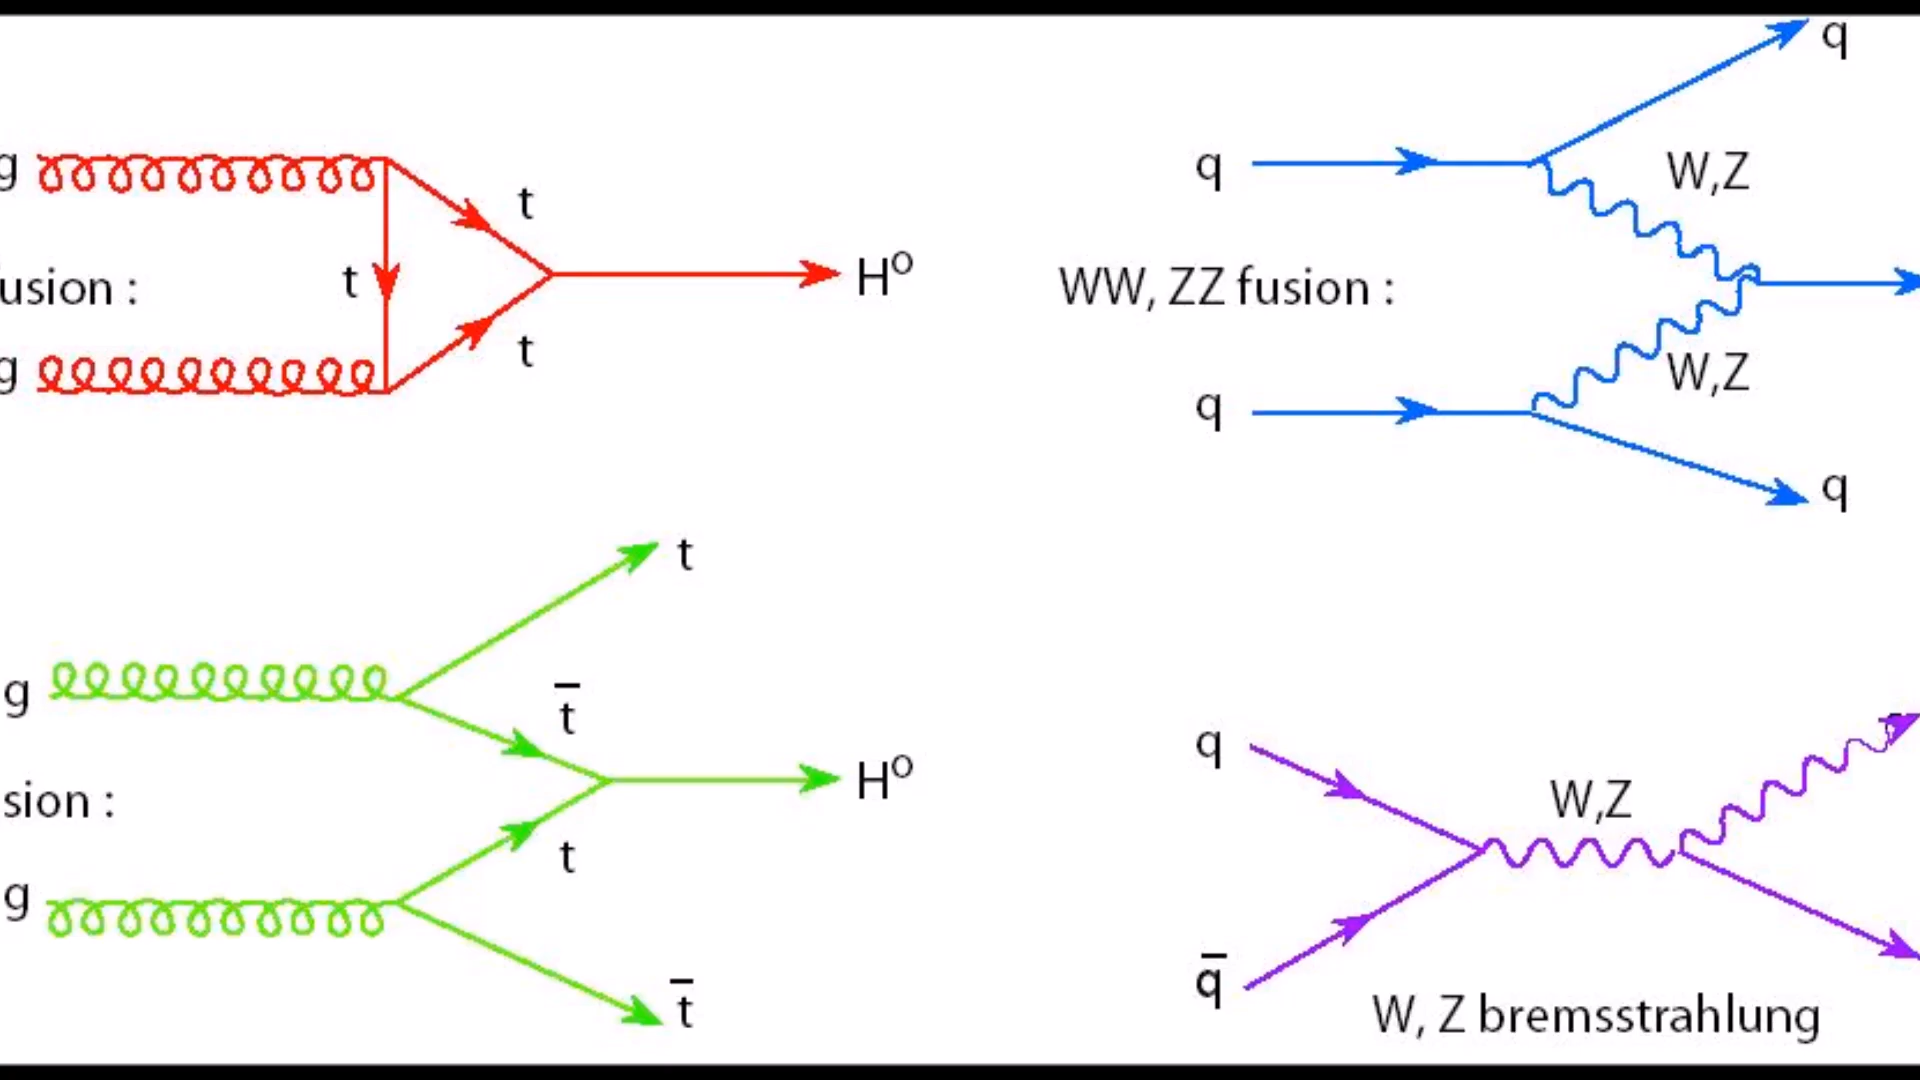 g
t
usion :
t
H⁰
t
g
q
q
W,Z
WW, ZZ fusion :
W,Z
q
q
t
g
t̅
sion :
H⁰
t
g
t̅
q
W,Z
q̅
W, Z bremsstrahlung